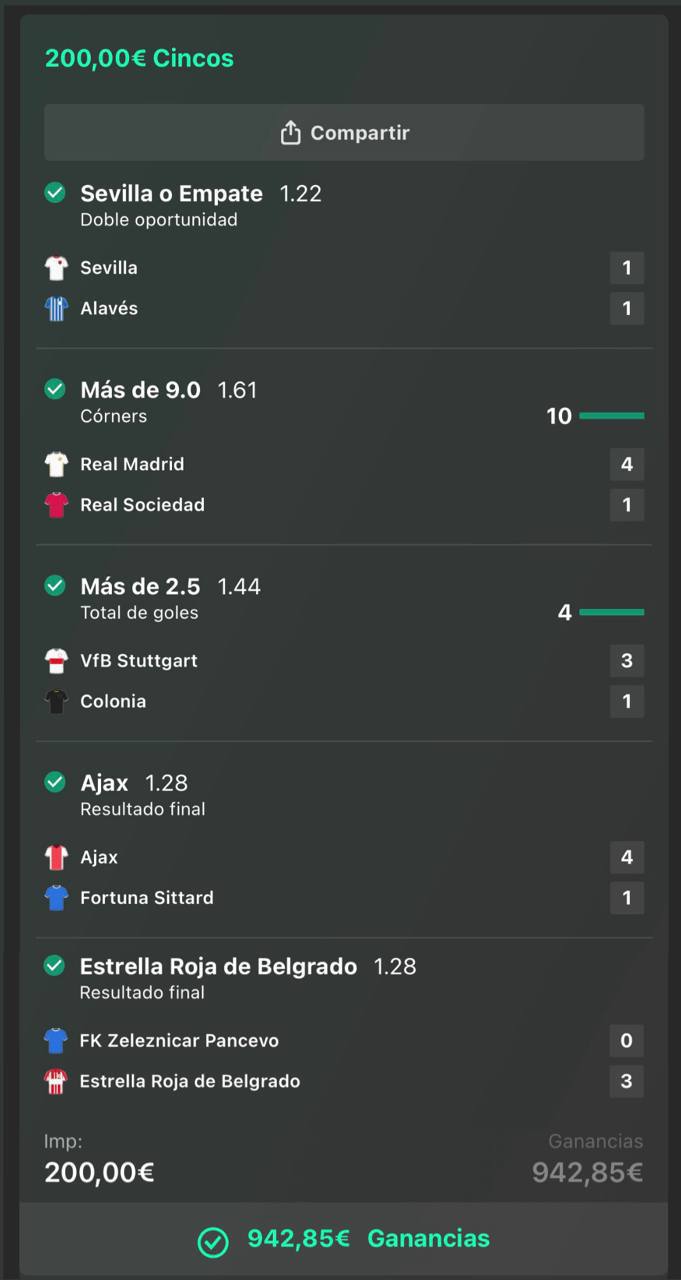 200,00€ Cincos
Compartir
Sevilla o Empate 1.22
Doble oportunidad
Sevilla 1
Alavés 1
Más de 9.0 1.61
Córners 10
Real Madrid 4
Real Sociedad 1
Más de 2.5 1.44
Total de goles 4
VfB Stuttgart 3
Colonia 1
Ajax 1.28
Resultado final
Ajax 4
Fortuna Sittard 1
Estrella Roja de Belgrado 1.28
Resultado final
FK Zeleznicar Pancevo 0
Estrella Roja de Belgrado 3
Imp: Ganancias
200,00€ 942,85€
942,85€ Ganancias